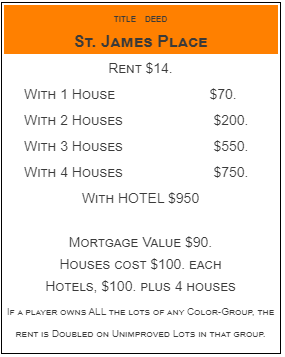 TITLE DEED
ST. JAMES PLACE
RENT $14.
WITH 1 HOUSE $70.
WITH 2 HOUSES $200.
WITH 3 HOUSES $550.
WITH 4 HOUSES $750.
WITH HOTEL $950
MORTGAGE VALUE $90.
HOUSES COST $100. EACH
HOTELS, $100. PLUS 4 HOUSES
IF A PLAYER OWNS ALL THE LOTS OF ANY COLOR-GROUP, THE
RENT IS DOUBLED ON UNIMPROVED LOTS IN THAT GROUP.